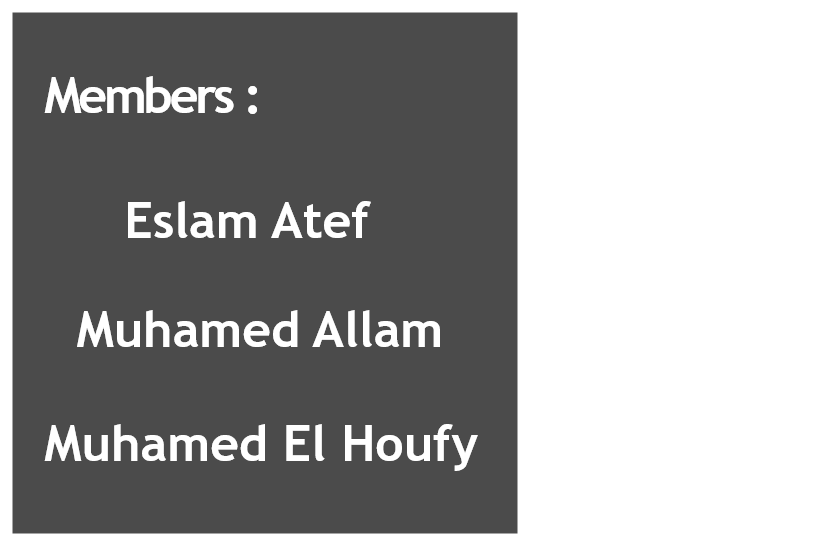 Members :
Eslam Atef
Muhamed Allam
Muhamed El Houfy